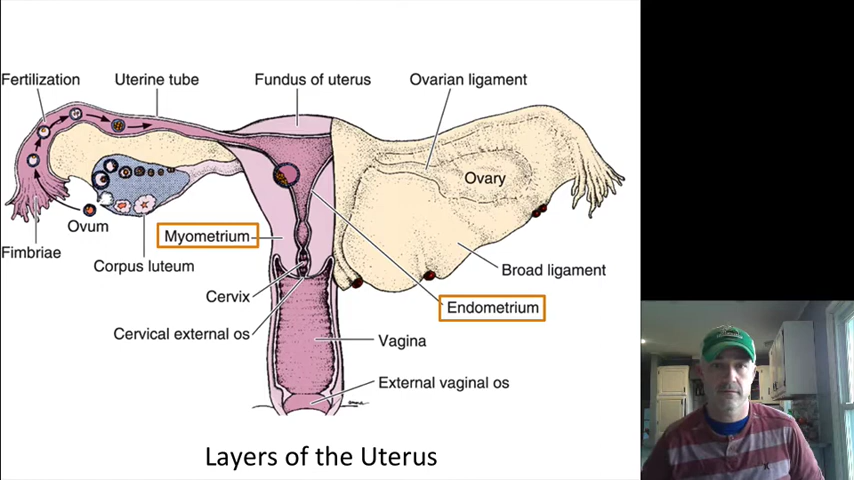 Fertilization
Uterine tube
Fundus of uterus
Ovarian ligament
Ovary
Ovum
Myometrium
Fimbriae
Corpus luteum
Broad ligament
Cervix
Endometrium
Cervical external os
Vagina
External vaginal os
Layers of the Uterus